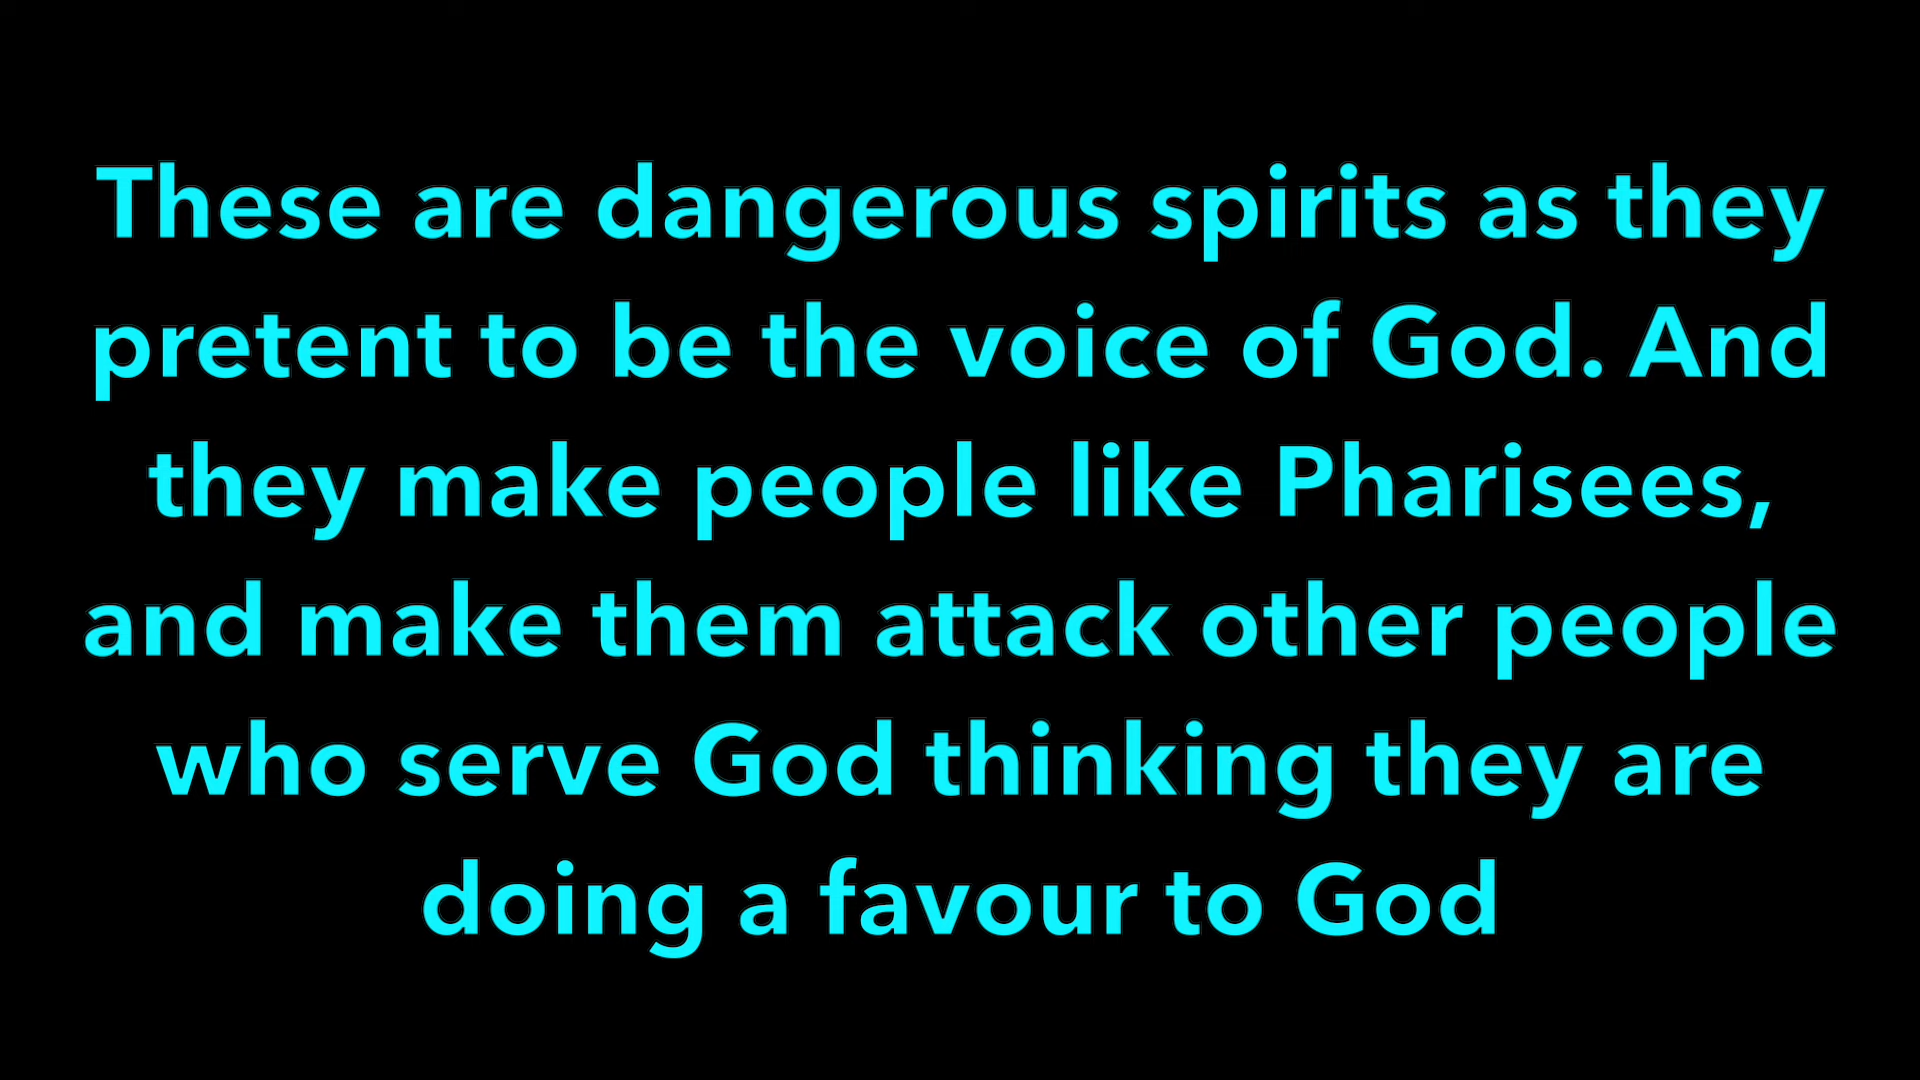 These are dangerous spirits as they
pretent to be the voice of God. And
they make people like Pharisees,
and make them attack other people
who serve God thinking they are
doing a favour to God